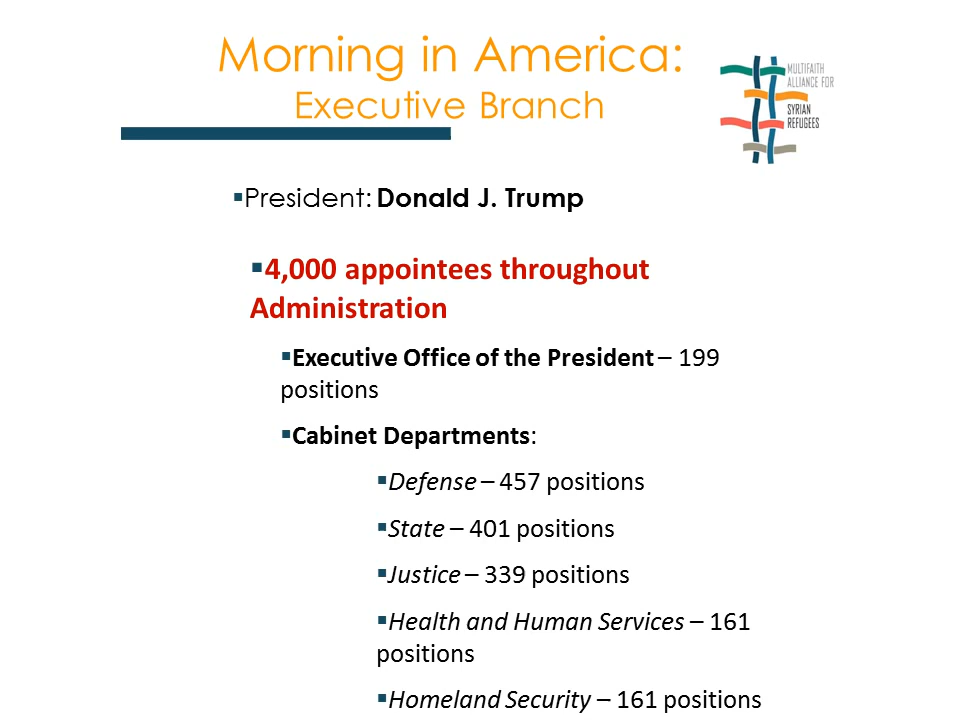 Morning in America:
Executive Branch
MULTIFAITH
ALLIANCE FOR
SYRIAN
REFUGEES
▪President: Donald J. Trump
▪4,000 appointees throughout
Administration
▪Executive Office of the President – 199
positions
▪Cabinet Departments:
▪Defense – 457 positions
▪State – 401 positions
▪Justice – 339 positions
▪Health and Human Services – 161
positions
▪Homeland Security – 161 positions